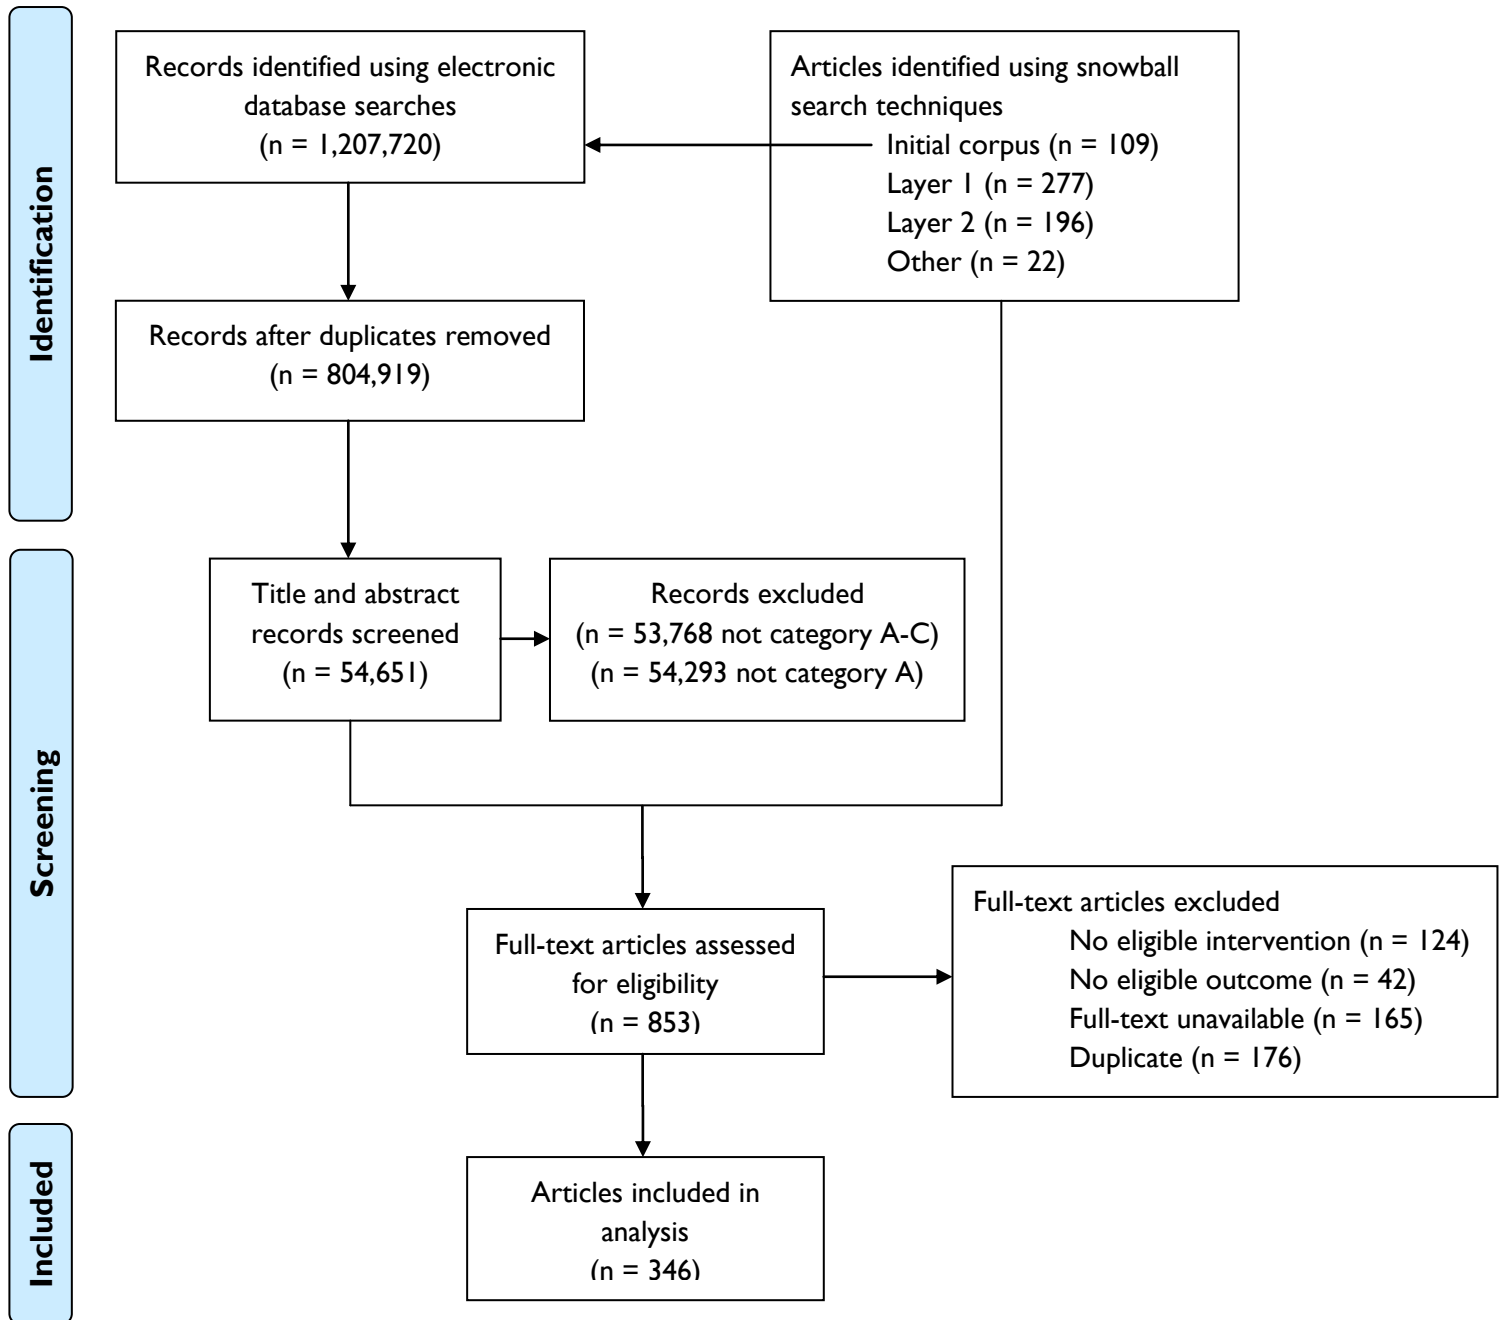 Identification
Records identified using electronic
database searches
(n = 1,207,720)
Articles identified using snowball
search techniques
Initial corpus (n = 109)
Layer 1 (n = 277)
Layer 2 (n = 196)
Other (n = 22)
Records after duplicates removed
(n = 804,919)
Screening
Title and abstract
records screened
(n = 54,651)
Records excluded
(n = 53,768 not category A-C)
(n = 54,293 not category A)
Full-text articles assessed
for eligibility
(n = 853)
Full-text articles excluded
No eligible intervention (n = 124)
No eligible outcome (n = 42)
Full-text unavailable (n = 165)
Duplicate (n = 176)
Included
Articles included in
analysis
(n = 346)